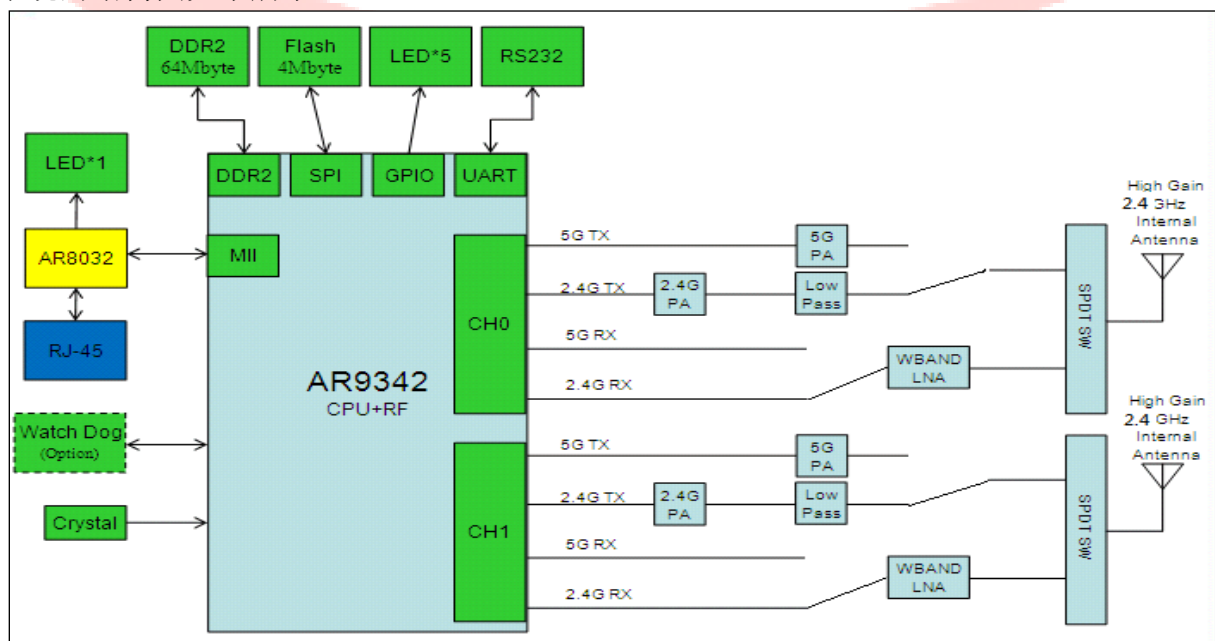 DDR2
64Mbyte
Flash
4Mbyte
LED*5
RS232
LED*1
DDR2
SPI
GPIO
UART
AR8032
MII
RJ-45
AR9342
CPU+RF
Watch Dog
(Option)
Crystal
CH0
5G TX
5G
PA
2.4G TX
2.4G
PA
Low
Pass
5G RX
2.4G RX
WBAND
LNA
SPDT SW
High Gain
2.4 GHz
Internal
Antenna
CH1
5G TX
5G
PA
2.4G TX
2.4G
PA
Low
Pass
5G RX
2.4G RX
WBAND
LNA
SPDT SW
High Gain
2.4 GHz
Internal
Antenna